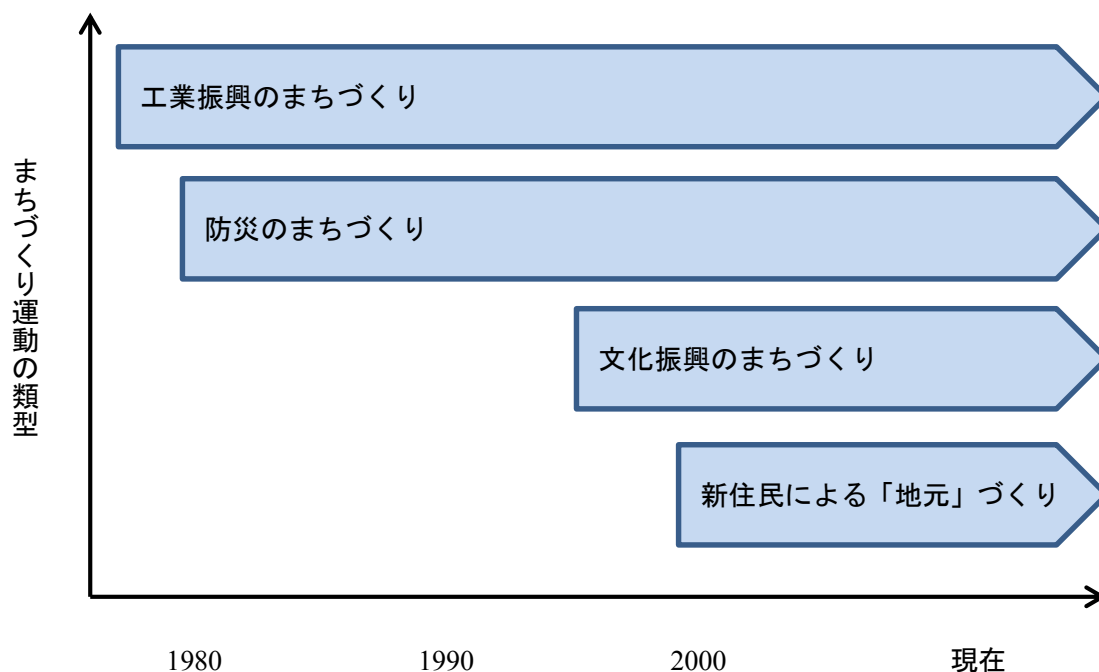 工業振興のまちづくり
防災のまちづくり
文化振興のまちづくり
新住民による「地元」づくり
まちづくり運動の類型
1980 1990 2000 現在